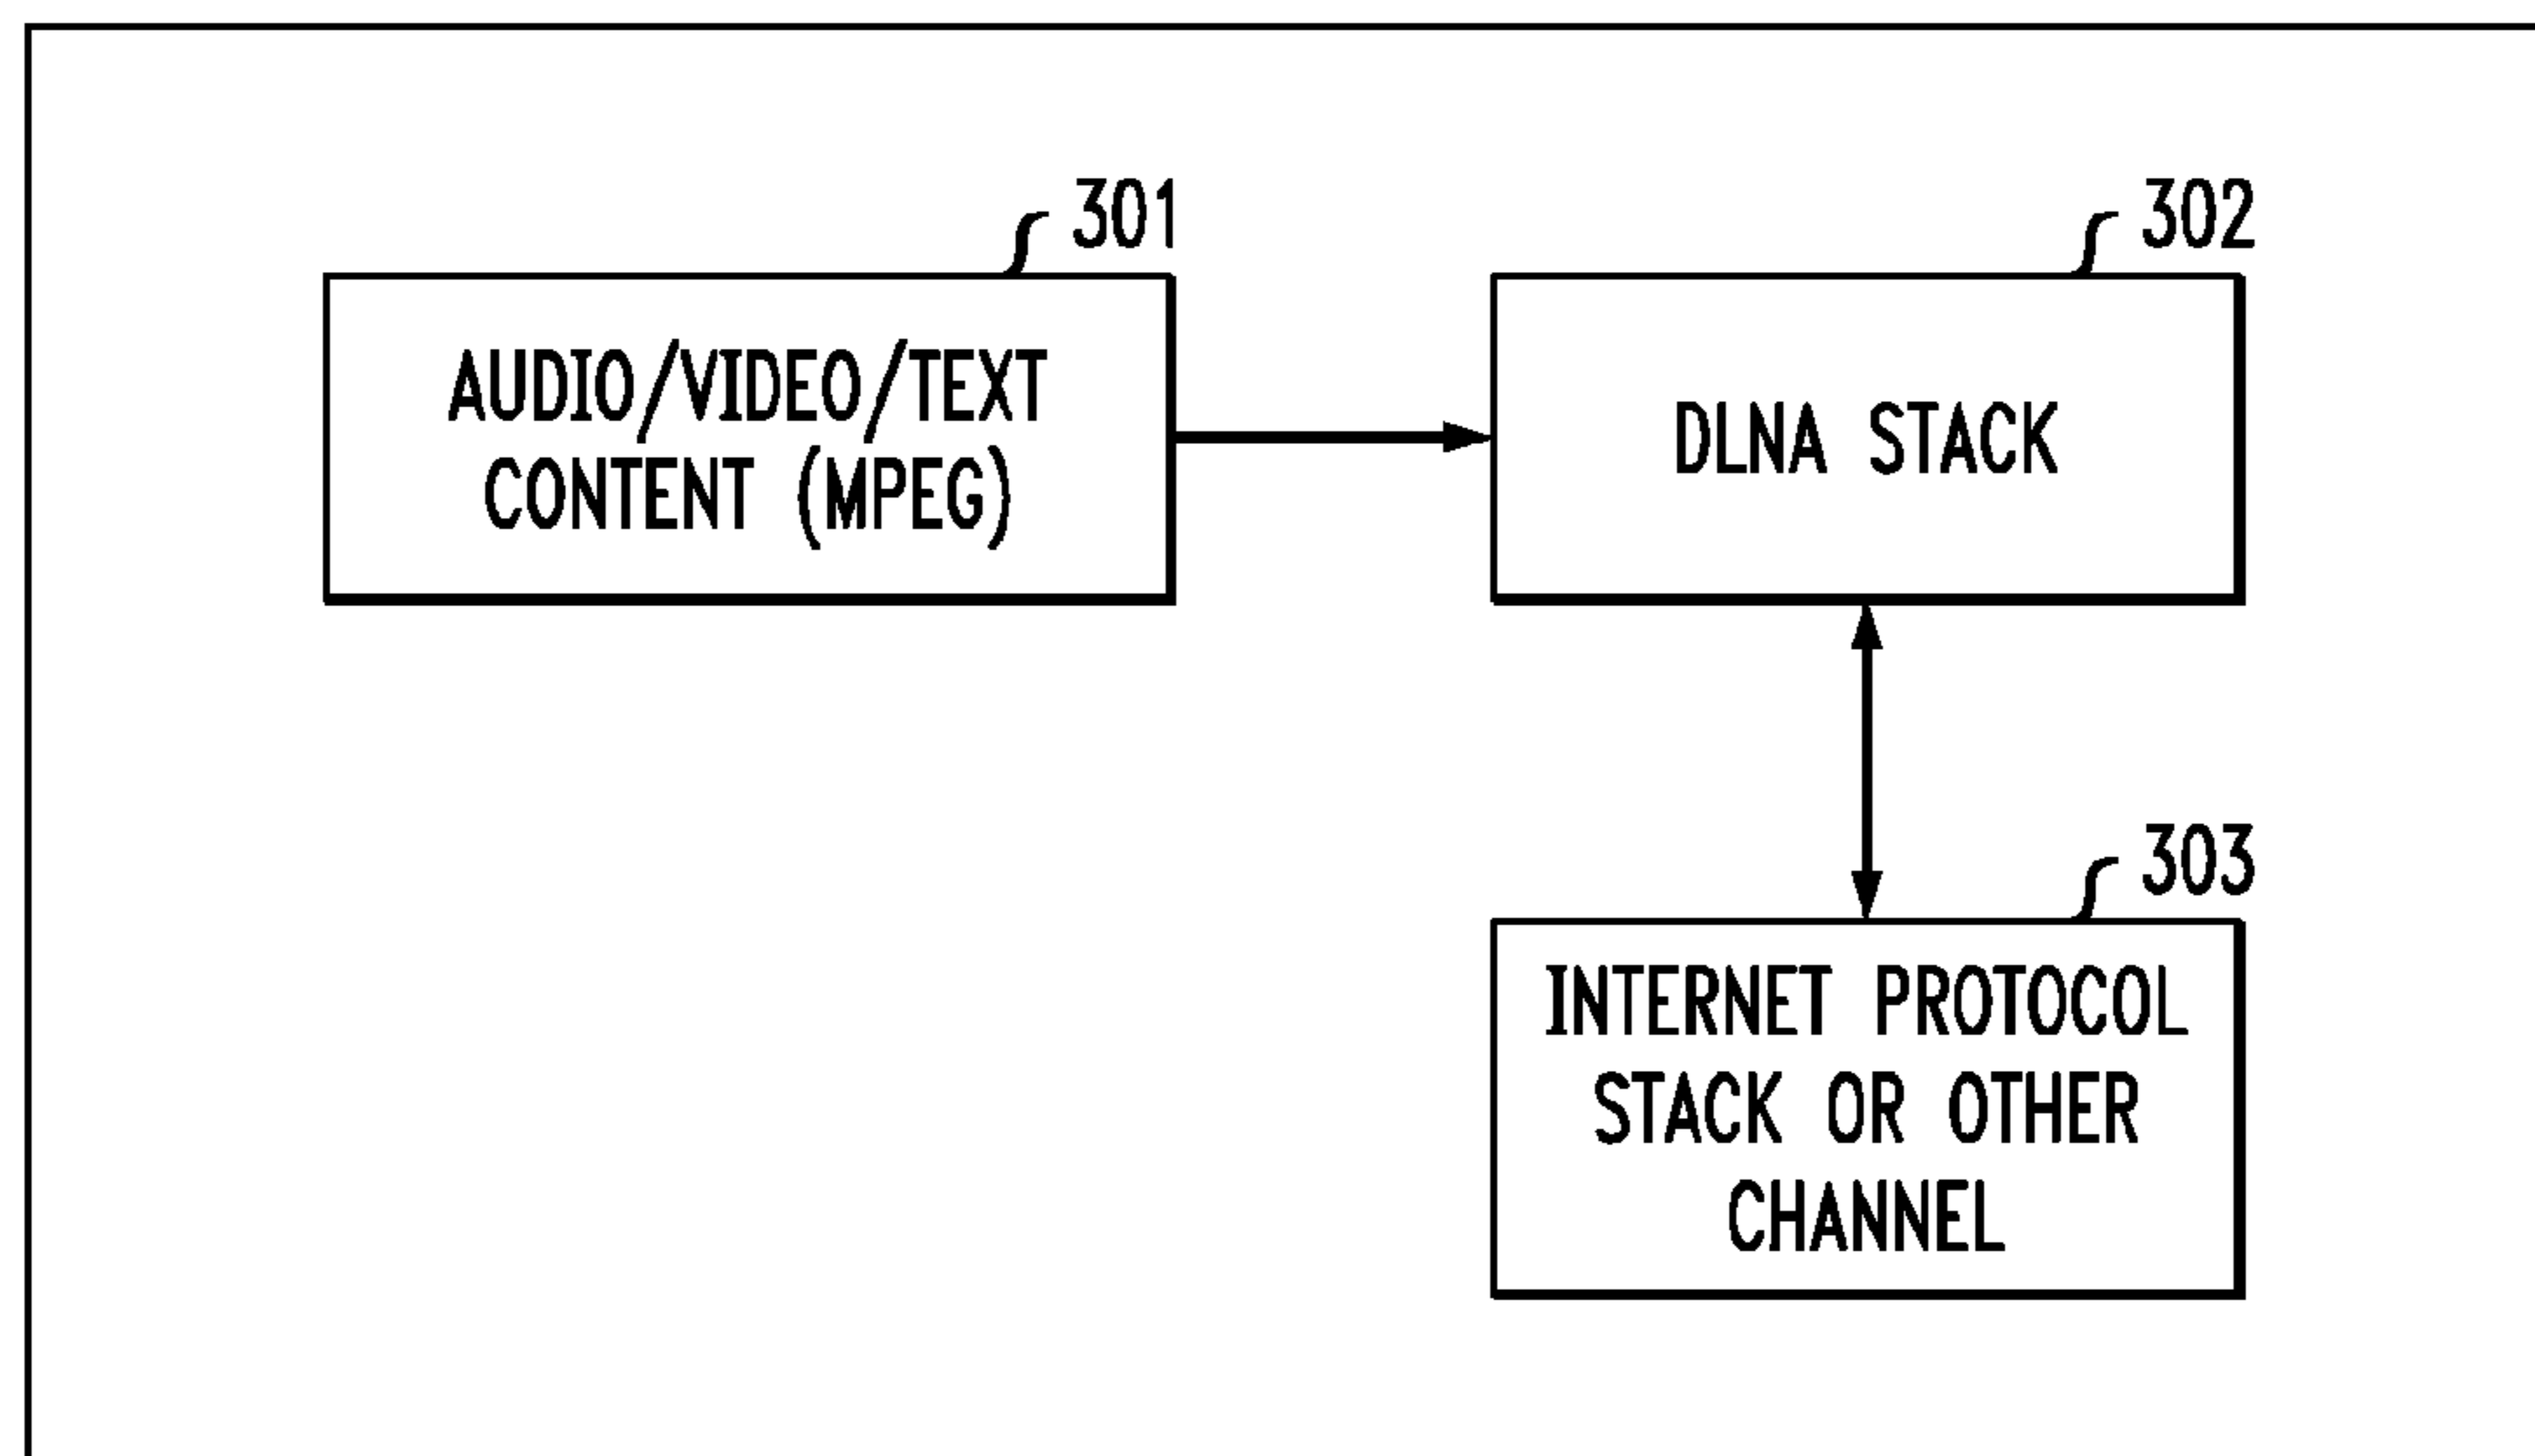 301
AUDIO/VIDEO/TEXT
CONTENT (MPEG)
302
DLNA STACK
303
INTERNET PROTOCOL
STACK OR OTHER
CHANNEL